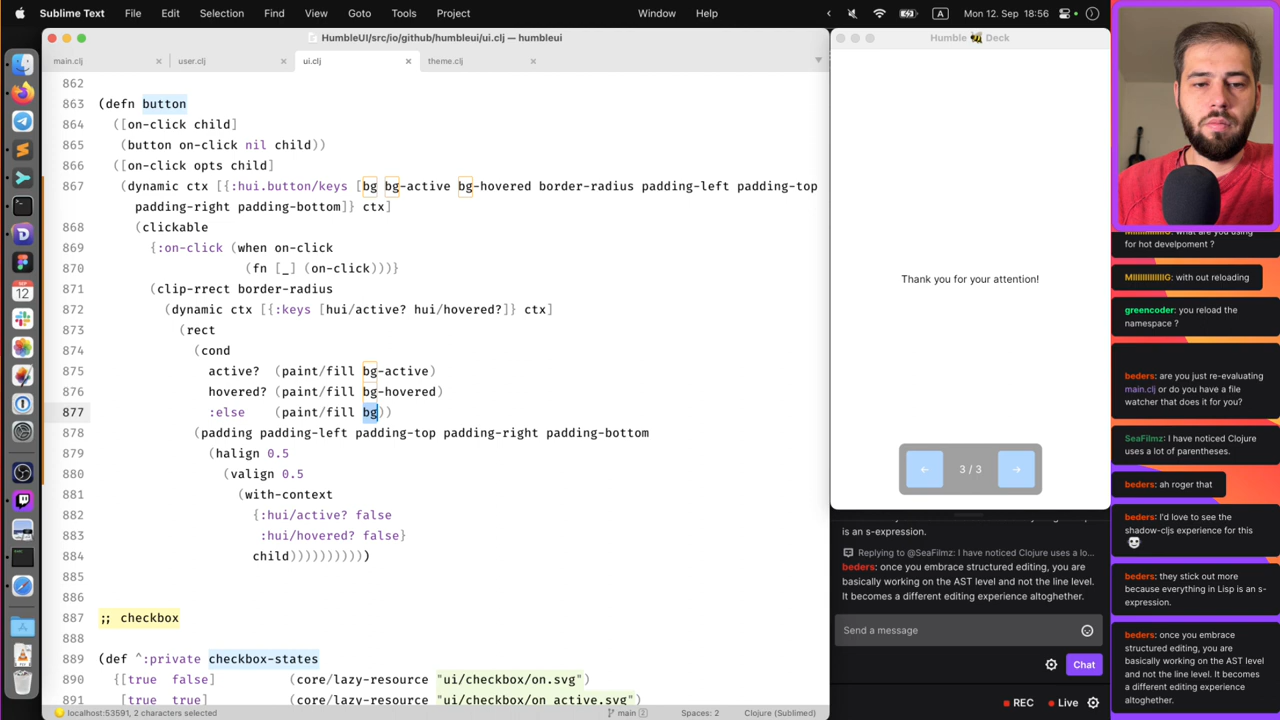 Sublime Text File Edit Selection Find View Goto Tools Project Window Help A Mon 12. Sep 18:56
HumbleUI/src/io/github/humbleui/ui.clj — humbleui
main.clj × user.clj × ui.clj × theme.clj ×
862
863 (defn button
864 ([on-click child]
865 (button on-click nil child))
866 ([on-click opts child]
867 (dynamic ctx [{:hui.button/keys [bg bg-active bg-hovered border-radius padding-left padding-top
padding-right padding-bottom]} ctx]
868 (clickable
869 {:on-click (when on-click
870 (fn [_] (on-click)))}
871 (clip-rect border-radius
872 (dynamic ctx [{:keys [hui/active? hui/hovered?]} ctx]
873 (rect
874 (cond
875 active? (paint/fill bg-active)
876 hovered? (paint/fill bg-hovered)
877 :else (paint/fill bg))
878 (padding padding-left padding-top padding-right padding-bottom
879 (halign 0.5
880 (valign 0.5
881 (with-context
882 {:hui/active? false
883 :hui/hovered? false}
884 child))))))))))
885
886
887 ;; checkbox
888
889 (def ^:private checkbox-states
890 {[true false] (core/lazy-resource "ui/checkbox/on.svg")
891 [true true] (core/lazy-resource "ui/checkbox/on_active.svg")
localhost:53591, 2 characters selected
main 2 Spaces: 2 Clojure (Sublimed)
SEP
12
Humble 🐝 Deck
Thank you for your attention!
← 3 / 3 →
is an s-expression.
Replying to @SeaFilmz: I have noticed Clojure uses a lo...
beders: once you embrace structured editing, you are
basically working on the AST level and not the line level.
It becomes a different editing experience altoghether.
Send a message
Chat
REC Live
for hot develpoment ?
MIIIIIIIIIIIG: with out reloading
greencoder: you reload the
namespace ?
beders: are you just re-evaluating
main.clj or do you have a file
watcher that does it for you?
SeaFilmz: I have noticed Clojure
uses a lot of parentheses.
beders: ah roger that
beders: I'd love to see the
shadow-cljs experience for this
beders: they stick out more
because everything in Lisp is an s-
expression.
beders: once you embrace
structured editing, you are
basically working on the AST level
and not the line level. It becomes
a different editing experience
altoghether.